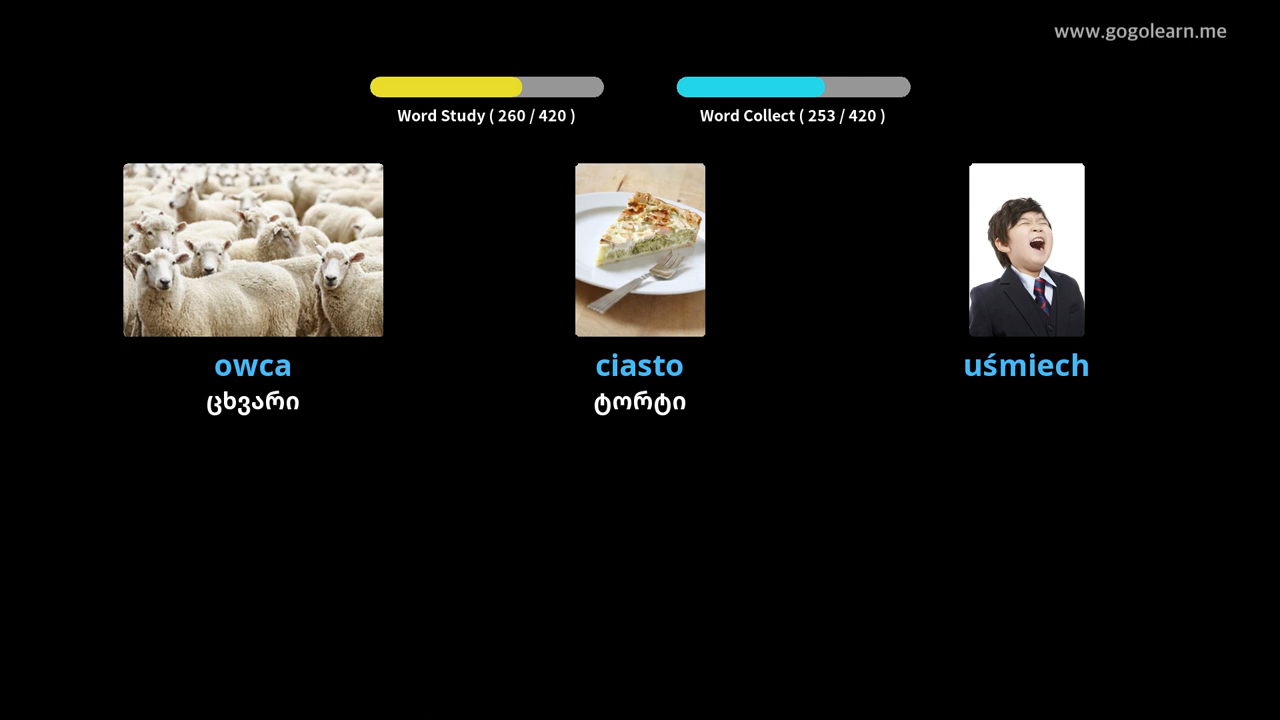 www.gogolearn.me
Word Study ( 260 / 420 )
Word Collect ( 253 / 420 )
owca
ცხვარი
ciasto
ტორტი
uśmiech